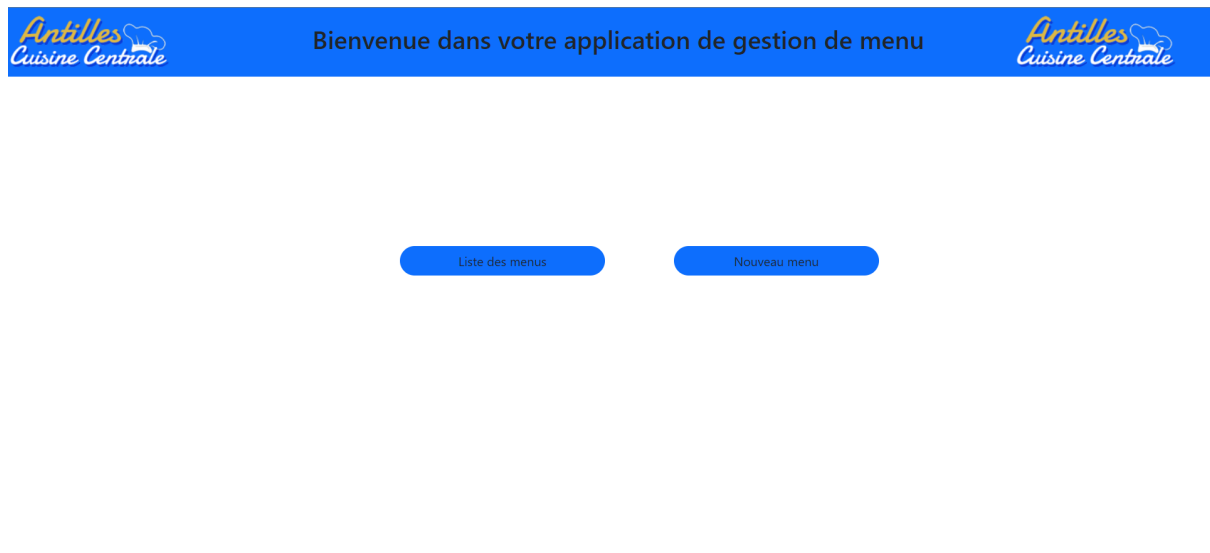 Antilles
Cuisine Centrale
Bienvenue dans votre application de gestion de menu
Antilles
Cuisine Centrale
Liste des menus
Nouveau menu